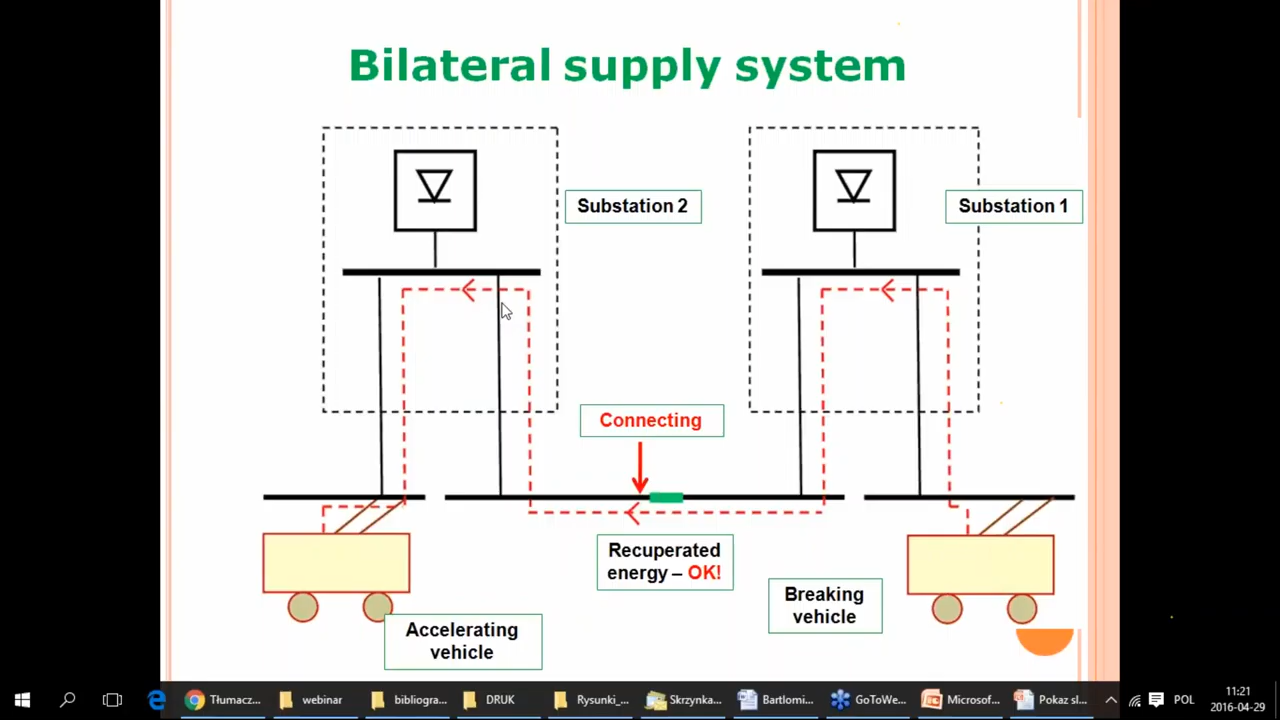 Bilateral supply system
Substation 2
Substation 1
Connecting
Recuperated
energy – OK!
Breaking
vehicle
Accelerating
vehicle
Tłumacz...
webinar
bibliogra...
DRUK
Rysunki_...
Skrzynka...
Bartlomi...
GoToWe...
Microsof...
Pokaz sl...
POL
11:21
2016-04-29